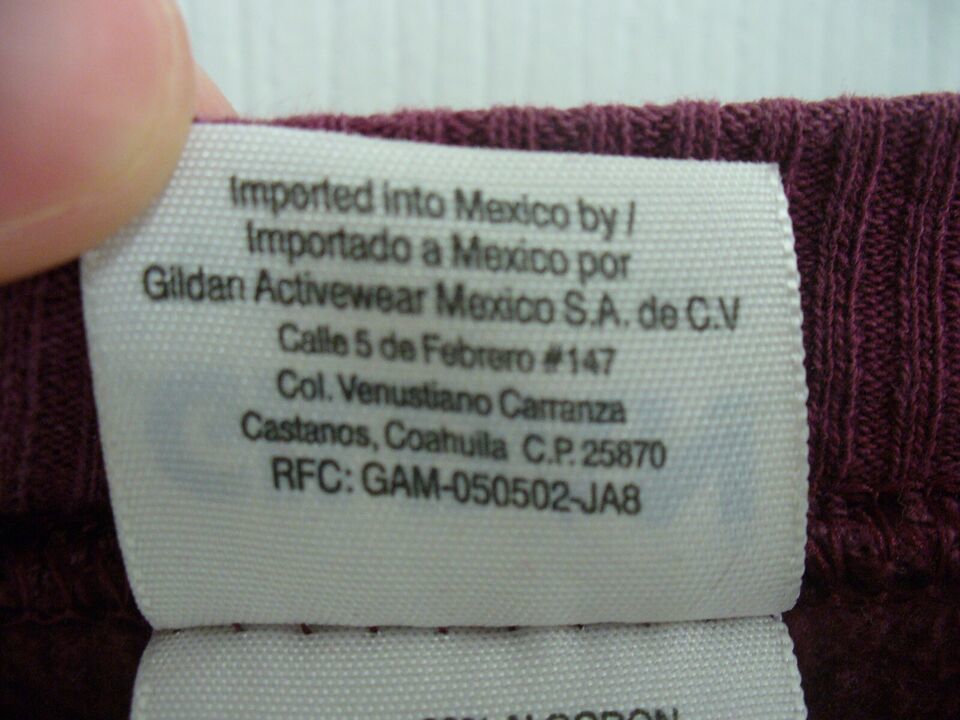 Imported into Mexico by /
Importado a Mexico por
Gildan Activewear Mexico S.A. de C.V
Calle 5 de Febrero #147
Col. Venustiano Carranza
Castanos, Coahuila C.P. 25870
RFC: GAM-050502-JA8
ALGODON